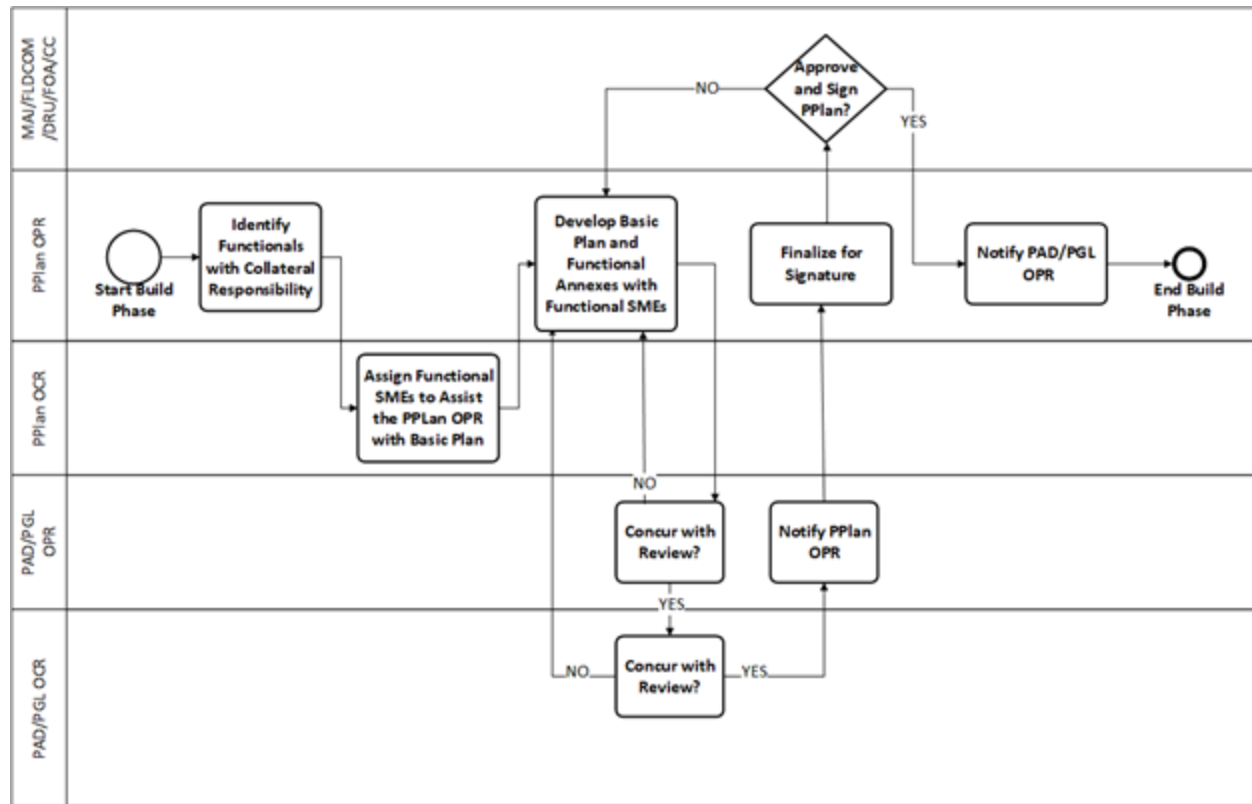 MAJ/FLDCOM
/DRU/FOA/CC
Approve
and Sign
PPlan?
NO
YES
PPlan OPR
Start Build
Phase
Identify
Functionals
with Collateral
Responsibility
Develop Basic
Plan and
Functional
Annexes with
Functional SMEs
Finalize for
Signature
Notify PAD/PGL
OPR
End Build
Phase
PPlan OCR
Assign Functional
SMEs to Assist
the PPLan OPR
with Basic Plan
PAD/PGL
OPR
NO
Concur with
Review?
Notify PPlan
OPR
YES
PAD/PGL OCR
NO
Concur with
Review?
YES